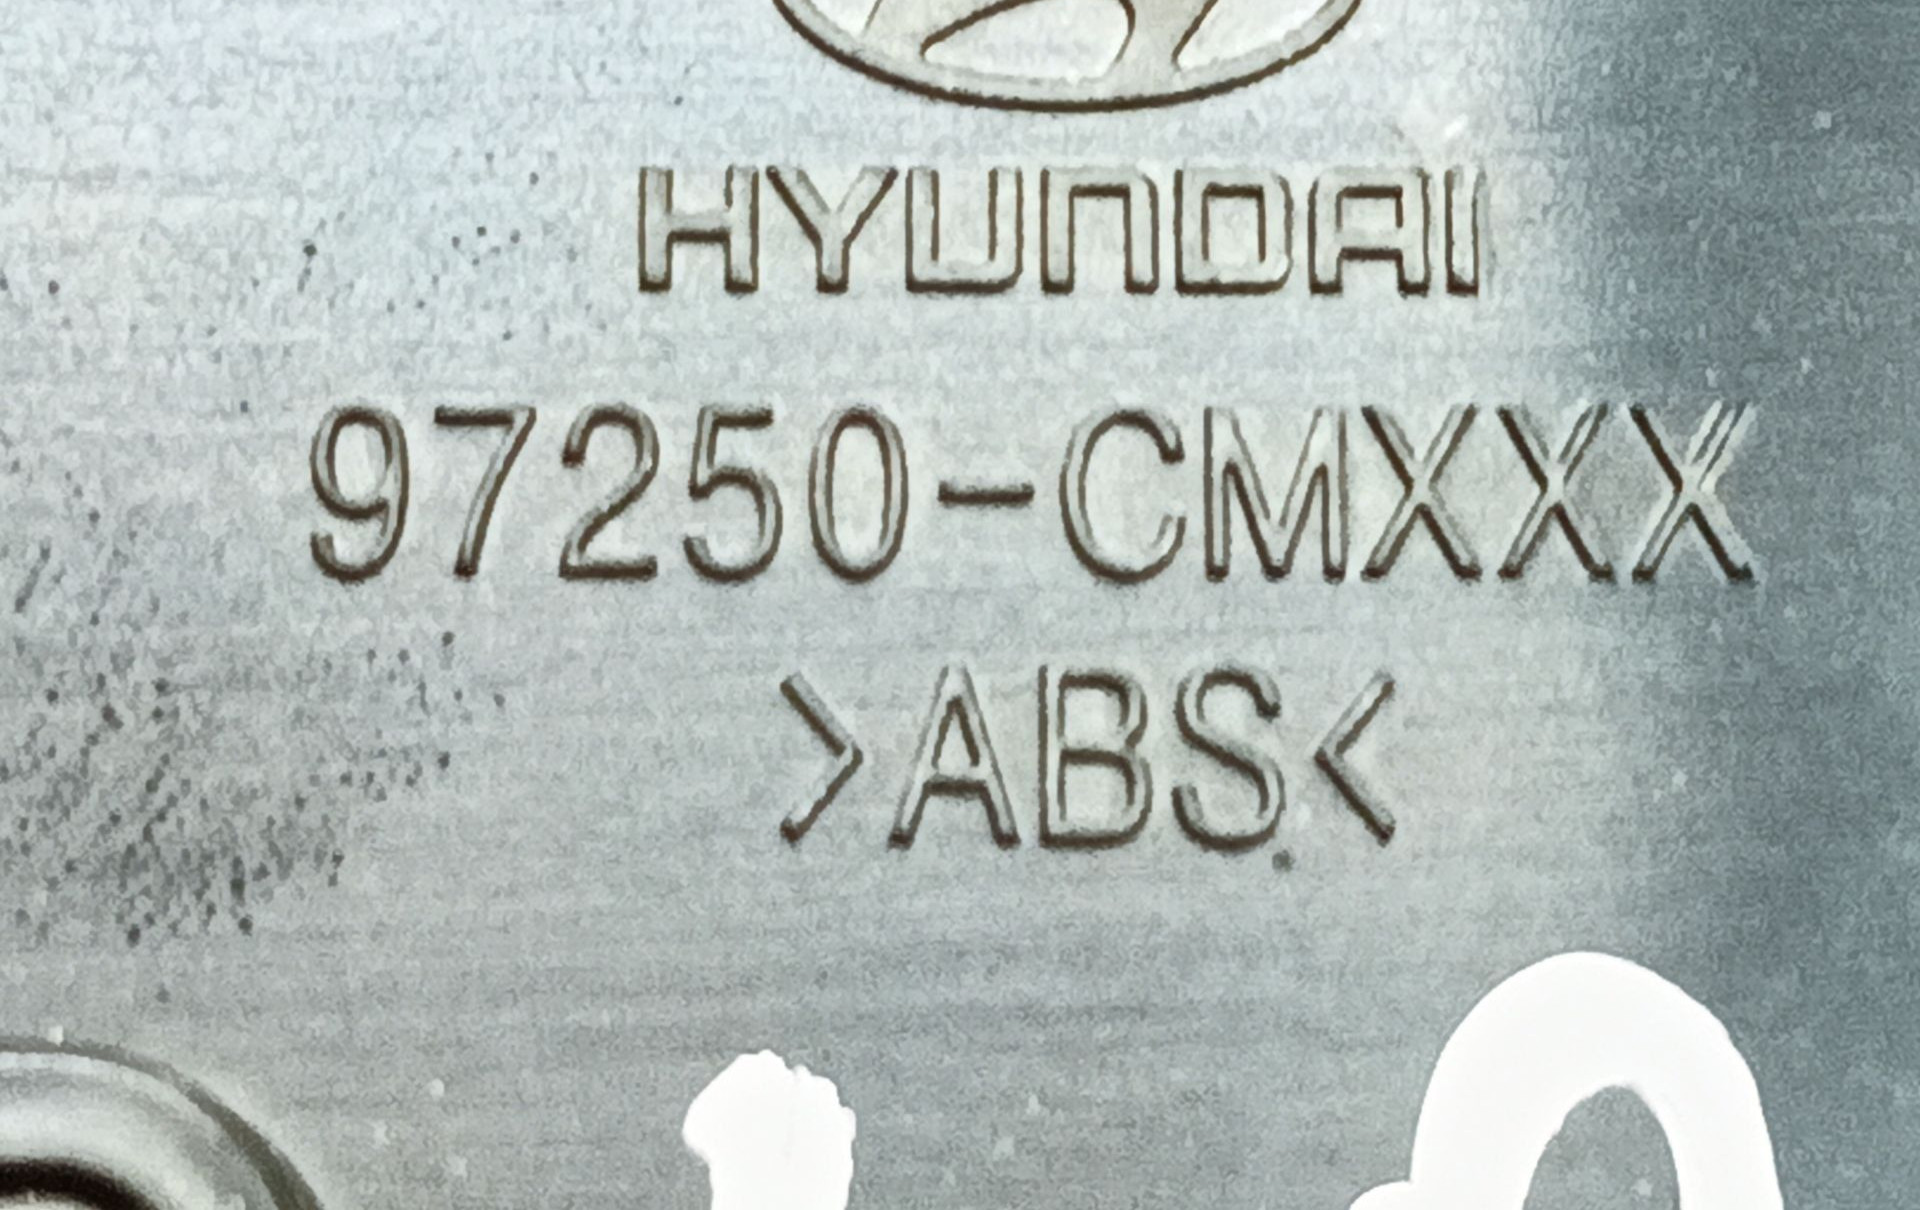 HYUNDAI
97250-CMXXX
>ABS<